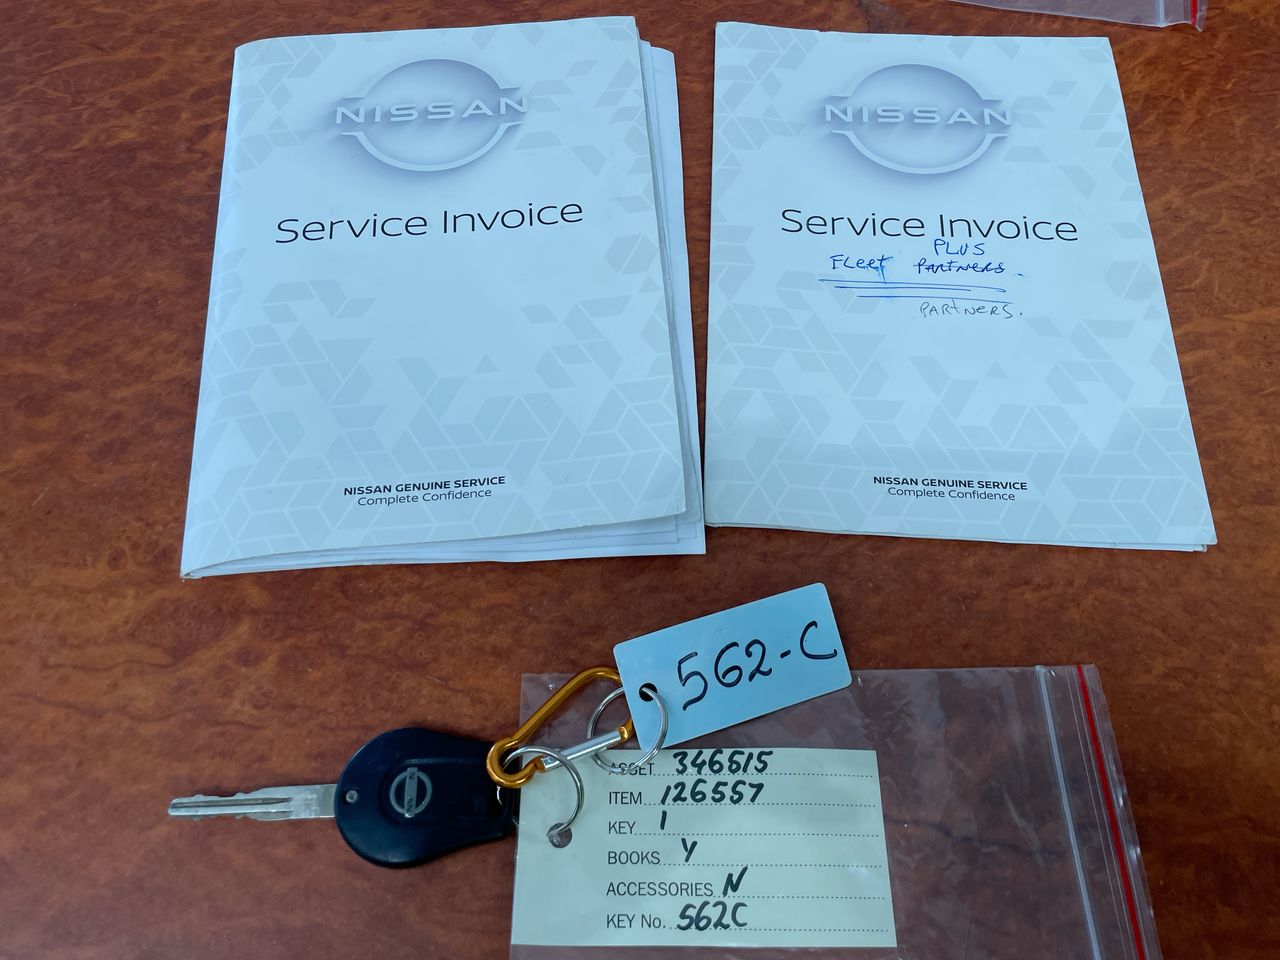 NISSAN
Service Invoice
NISSAN GENUINE SERVICE
Complete Confidence
NISSAN
Service Invoice
PLUS
FLeet PARtNeRS.
PARtNeRS.
NISSAN GENUINE SERVICE
Complete Confidence
562-C
NISSAN
ASSET 346515
ITEM 126557
KEY 1
BOOKS Y
ACCESSORIES N
KEY No. 562C